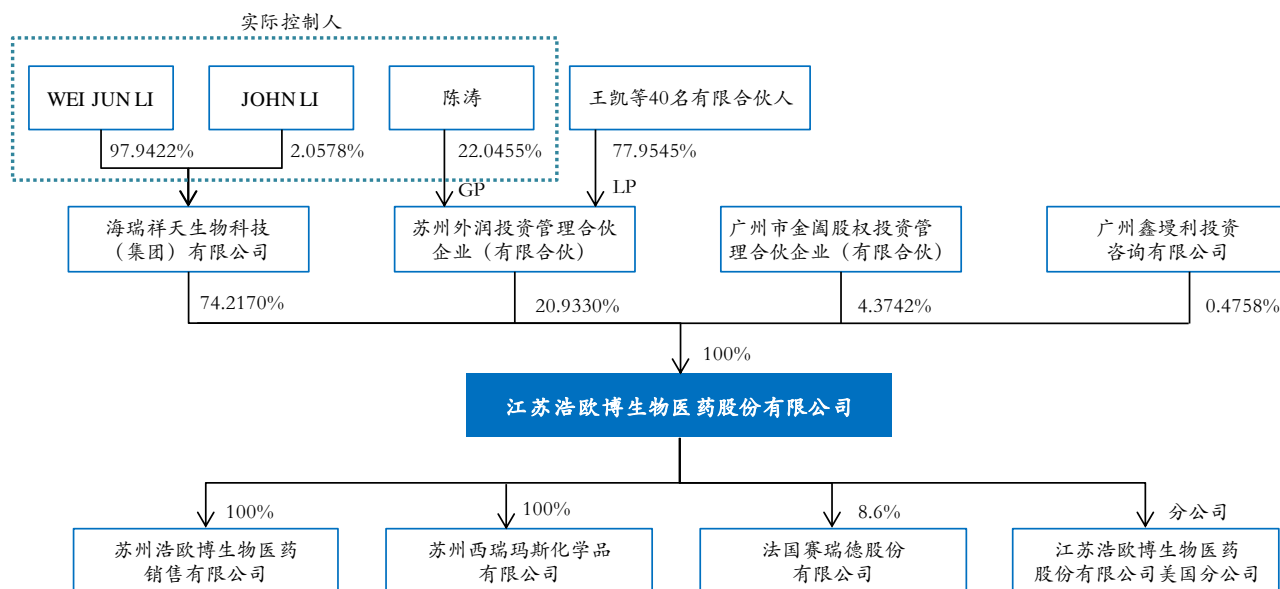 实际控制人
WEI JUN LI
JOHN LI
陈涛
王凯等40名有限合伙人
97.9422%
2.0578%
22.0455%
77.9545%
GP
LP
海瑞祥天生物科技
（集团）有限公司
苏州外润投资管理合伙
企业（有限合伙）
广州市金阖股权投资管
理合伙企业（有限合伙）
广州鑫墁利投资
咨询有限公司
74.2170%
20.9330%
4.3742%
0.4758%
100%
江苏浩欧博生物医药股份有限公司
100%
100%
8.6%
分公司
苏州浩欧博生物医药
销售有限公司
苏州西瑞玛斯化学品
有限公司
法国赛瑞德股份
有限公司
江苏浩欧博生物医药
股份有限公司美国分公司